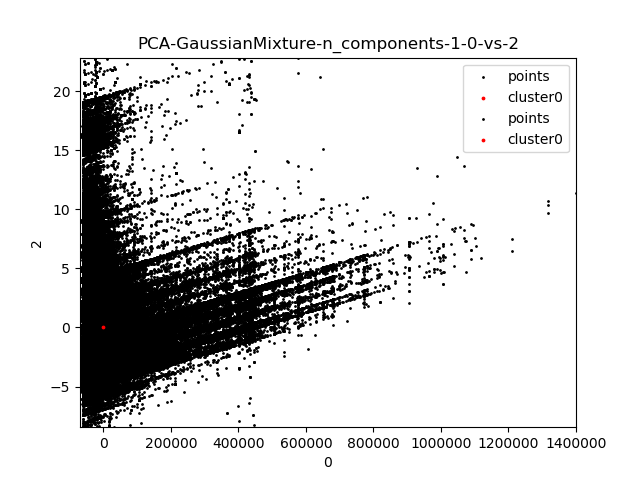 PCA-GaussianMixture-n_components-1-0-vs-2
points
cluster0
points
cluster0
20
15
10
5
0
−5
2
0 200000 400000 600000 800000 1000000 1200000 1400000
0